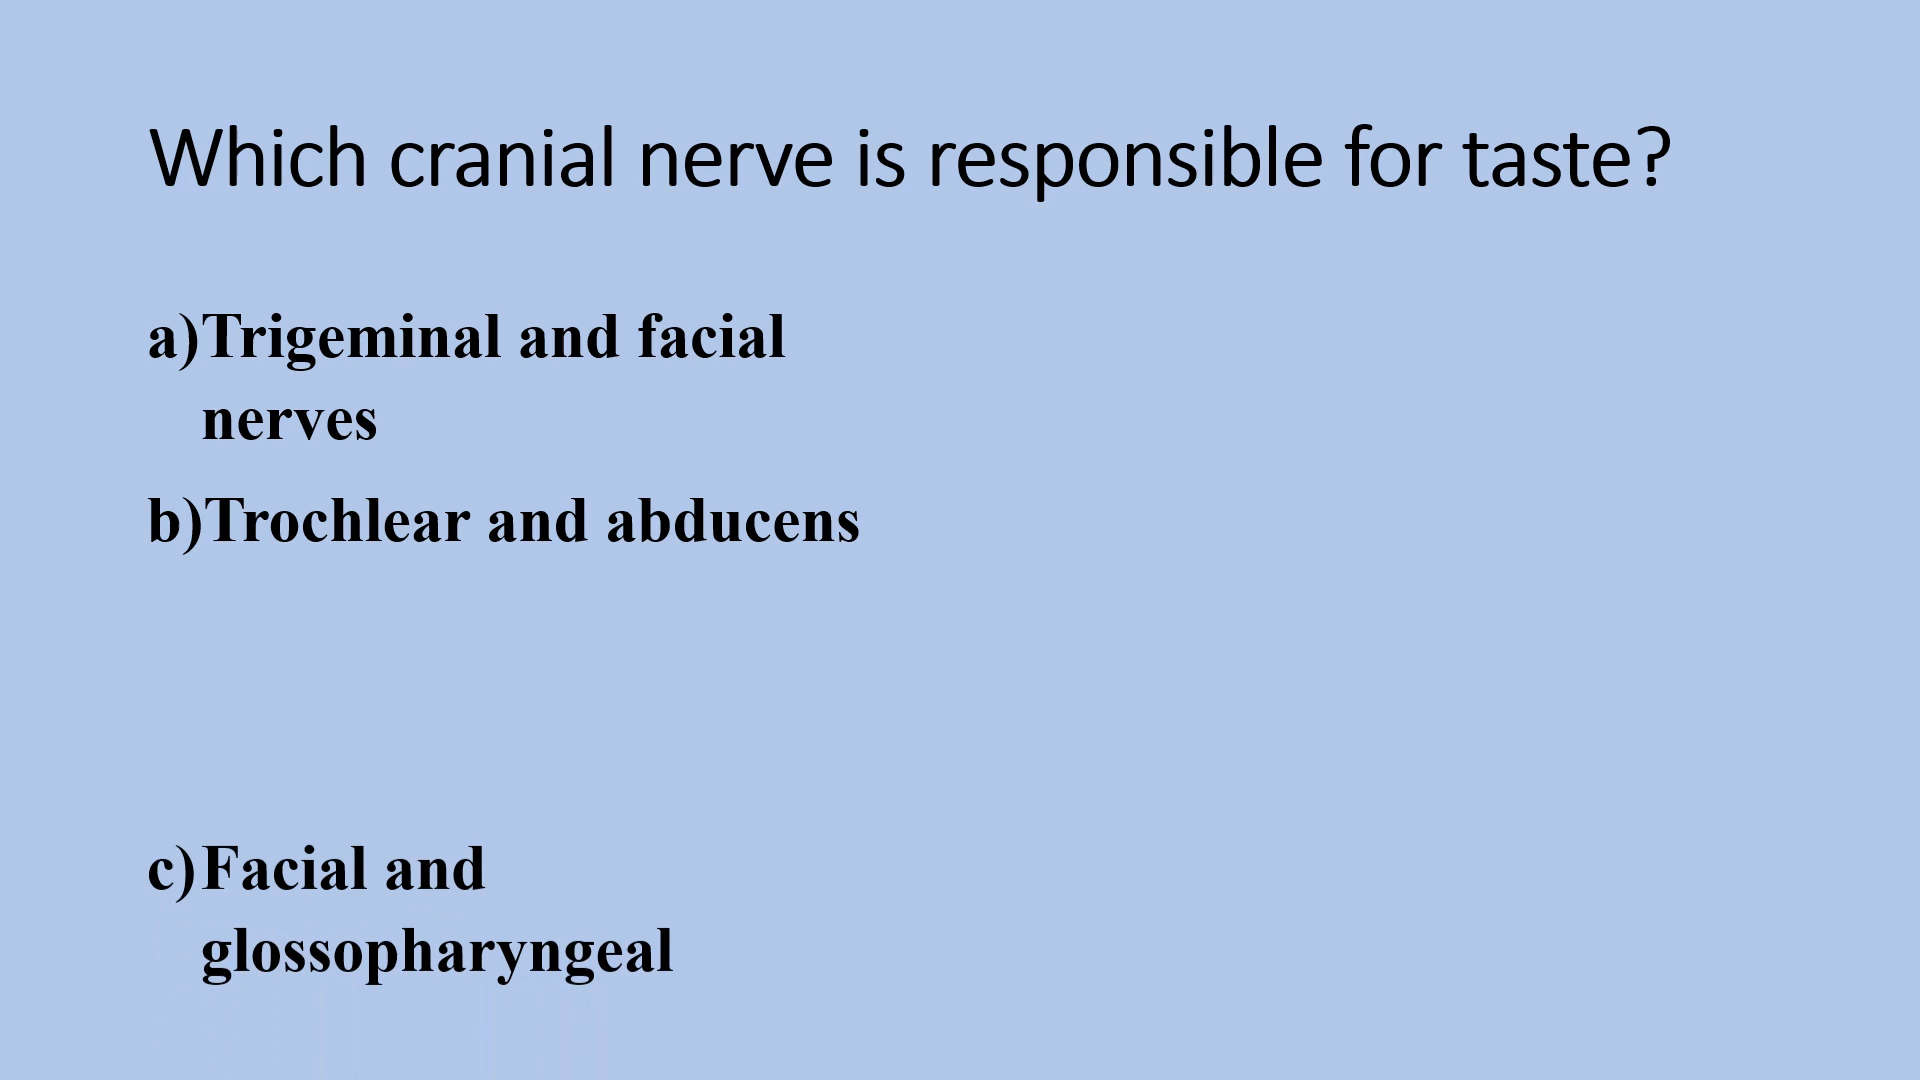 Which cranial nerve is responsible for taste?
a)Trigeminal and facial
nerves
b)Trochlear and abducens
c)Facial and
glossopharyngeal